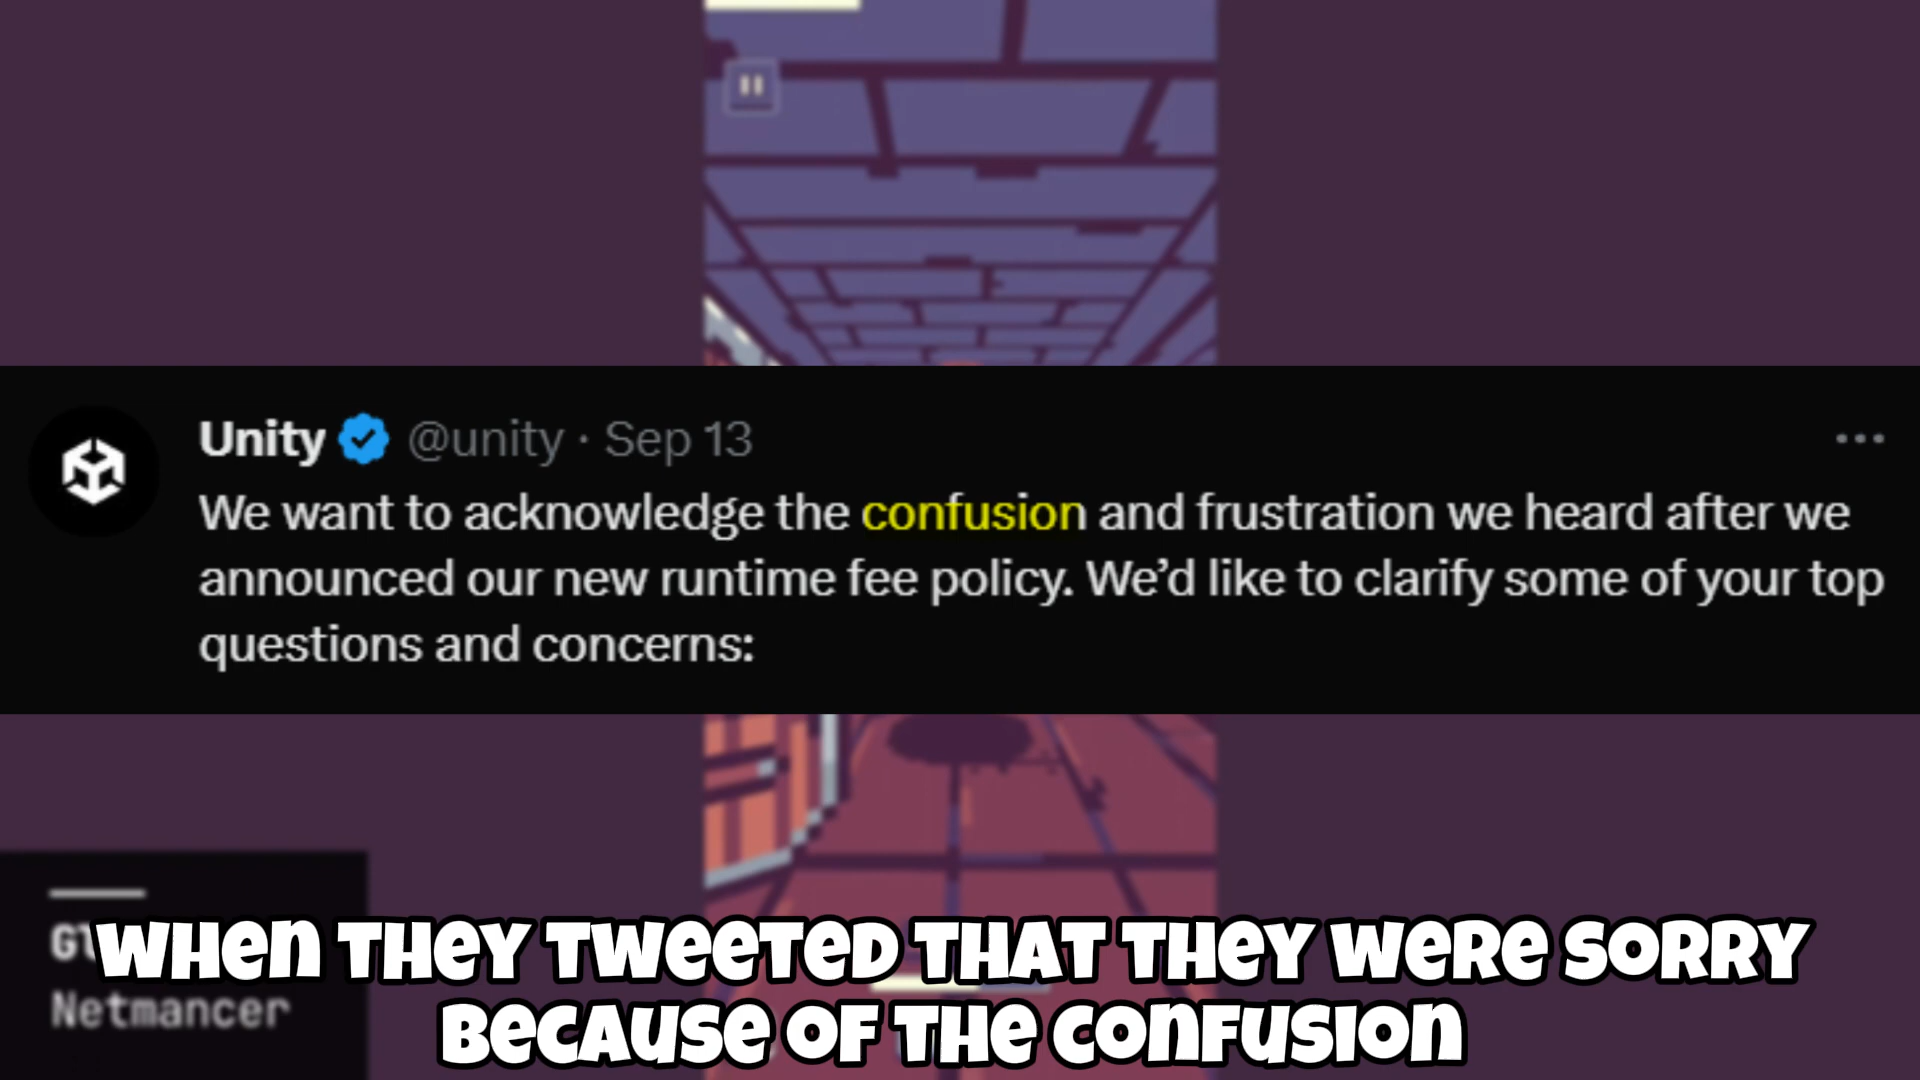 Unity @unity · Sep 13
We want to acknowledge the confusion and frustration we heard after we
announced our new runtime fee policy. We’d like to clarify some of your top
questions and concerns:
WHEN THEY TWEETED THAT THEY WERE SORRY
BECAUSE OF THE CONFUSION
Netmancer